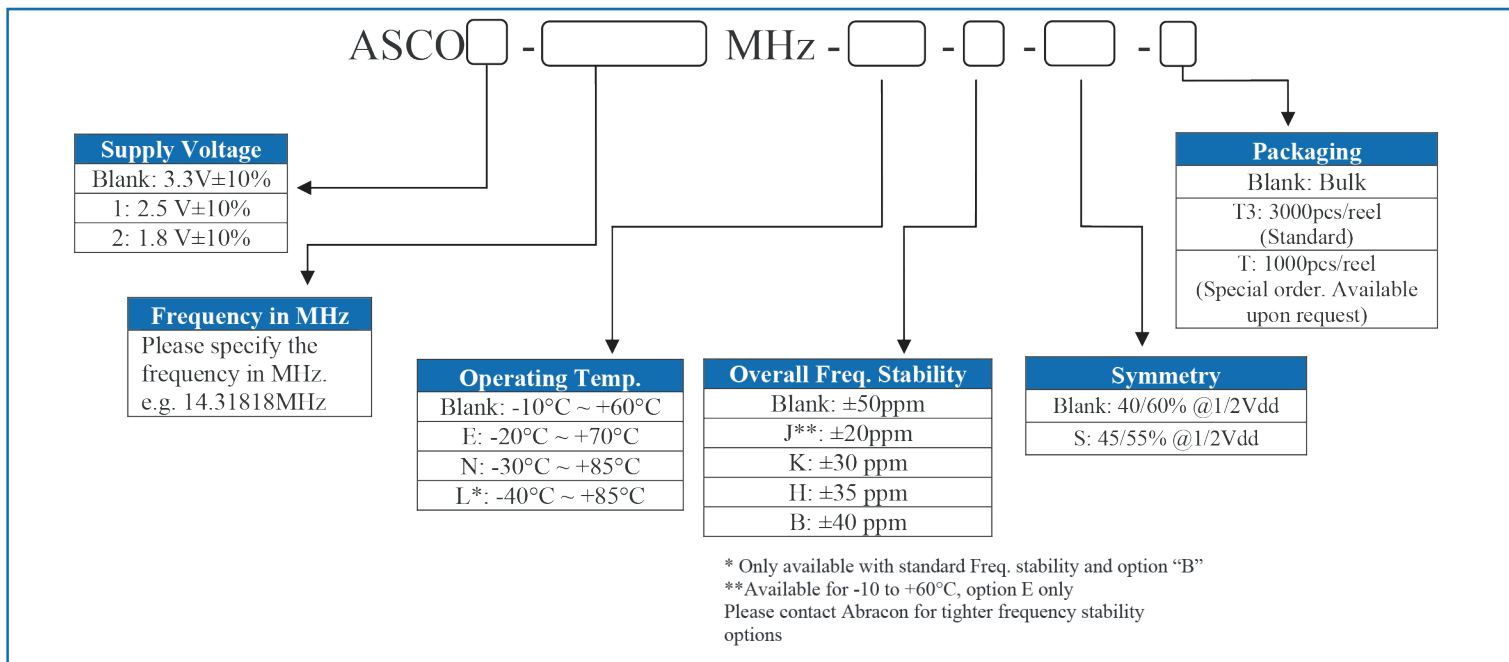 ASCO - MHz - - - -
Supply Voltage
Blank: 3.3V±10%
1: 2.5 V±10%
2: 1.8 V±10%
Frequency in MHz
Please specify the
frequency in MHz.
e.g. 14.31818MHz
Operating Temp.
Blank: -10°C ~ +60°C
E: -20°C ~ +70°C
N: -30°C ~ +85°C
L*: -40°C ~ +85°C
Overall Freq. Stability
Blank: ±50ppm
J**: ±20ppm
K: ±30 ppm
H: ±35 ppm
B: ±40 ppm
Symmetry
Blank: 40/60% @1/2Vdd
S: 45/55% @1/2Vdd
Packaging
Blank: Bulk
T3: 3000pcs/reel
(Standard)
T: 1000pcs/reel
(Special order. Available
upon request)
* Only available with standard Freq. stability and option “B”
**Available for -10 to +60°C, option E only
Please contact Abracon for tighter frequency stability
options